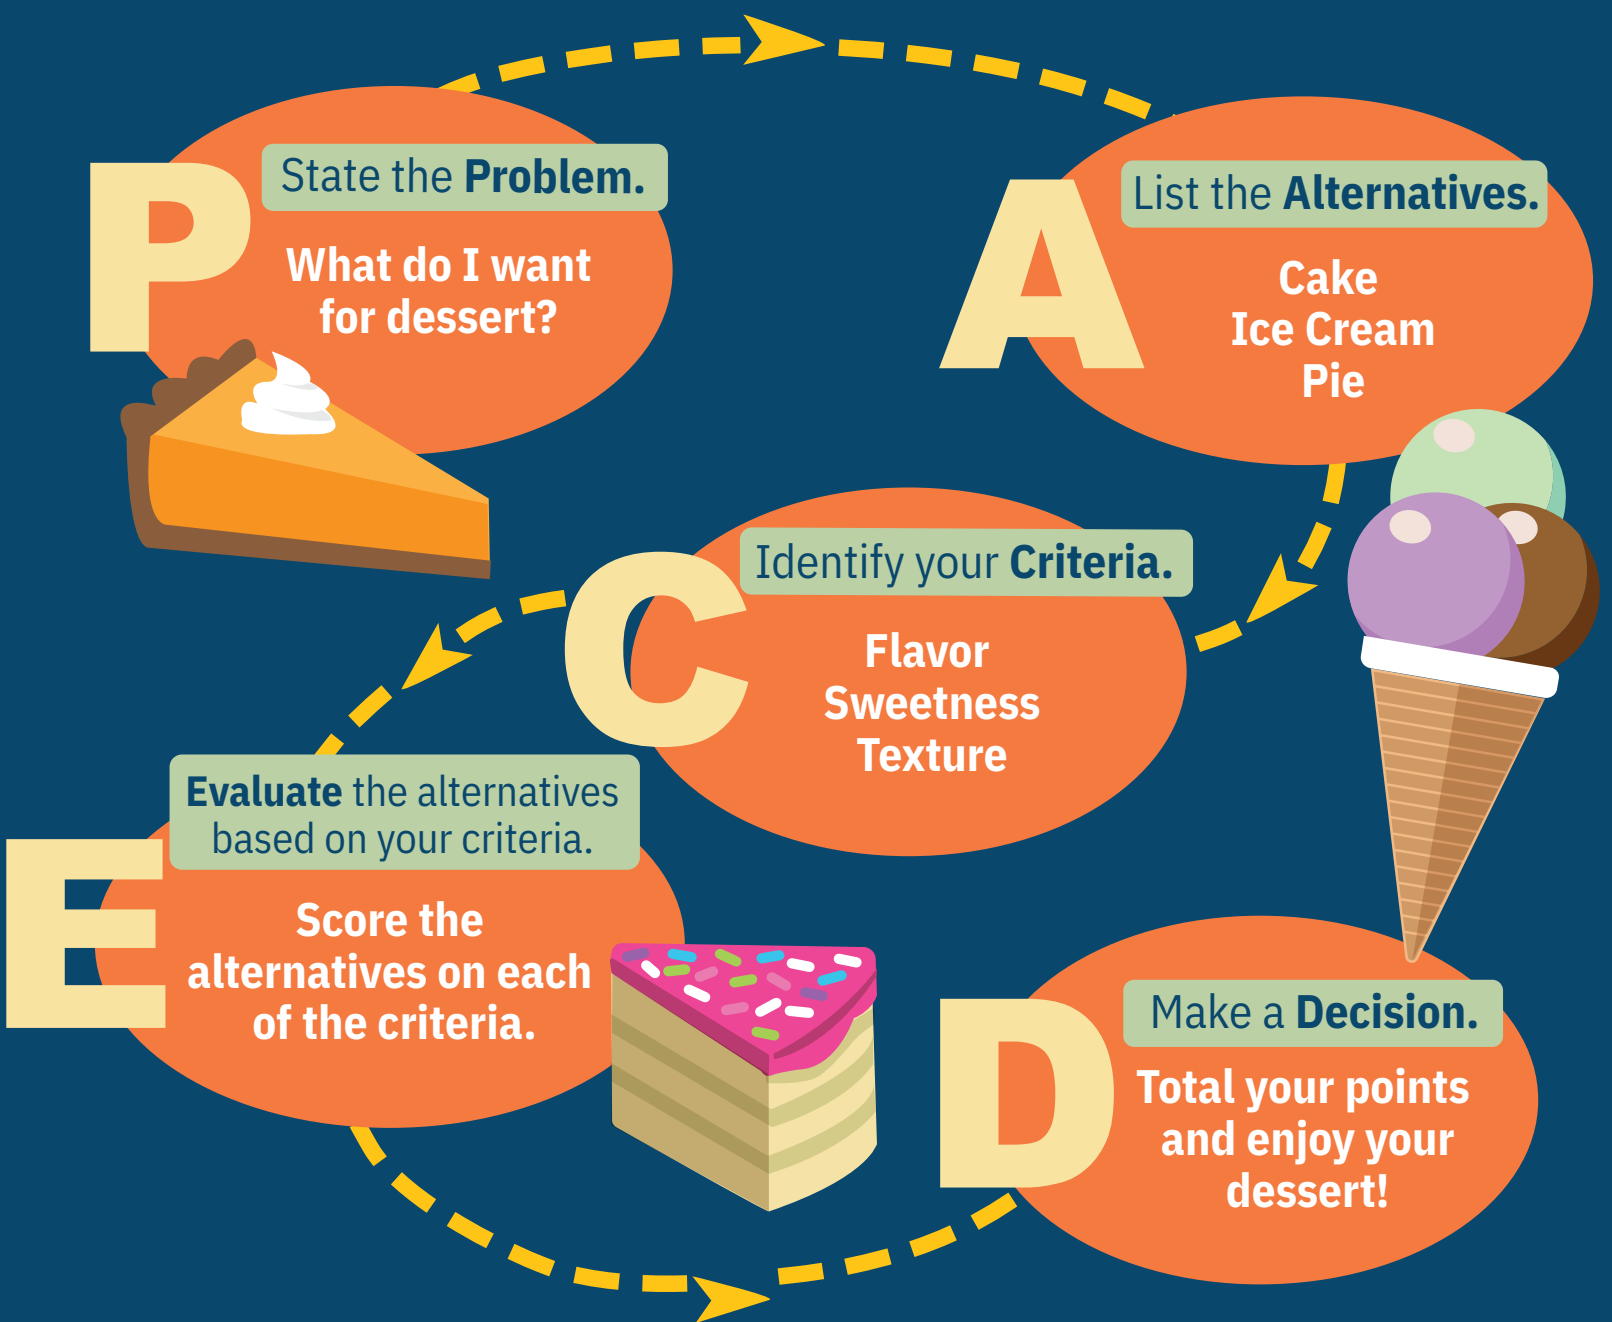 P
State the Problem.
What do I want
for dessert?
A
List the Alternatives.
Cake
Ice Cream
Pie
C
Identify your Criteria.
Flavor
Sweetness
Texture
E
Evaluate the alternatives
based on your criteria.
Score the
alternatives on each
of the criteria.
D
Make a Decision.
Total your points
and enjoy your
dessert!